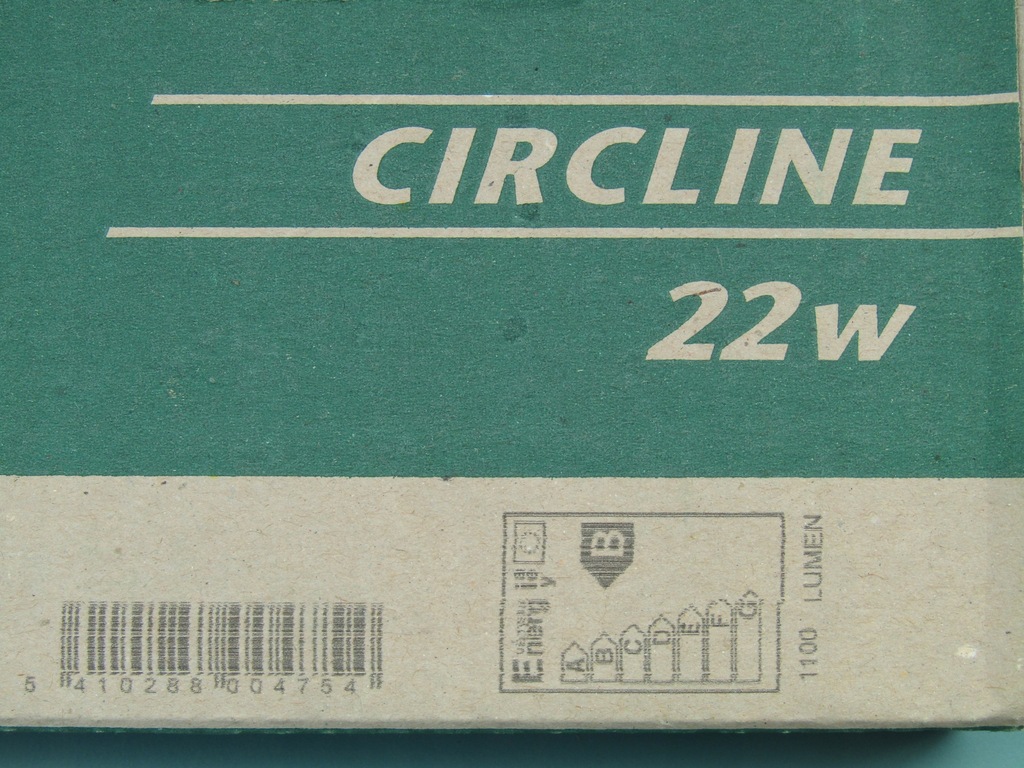 CIRCLINE
22w
5 410288 004754
Energy
B
A
B
C
D
E
F
G
1100 LUMEN